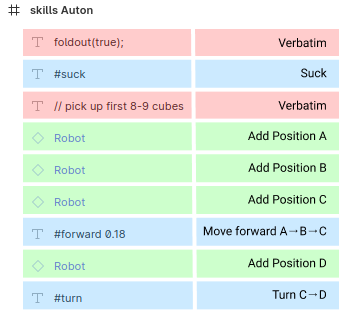 skills Auton
foldout(true); Verbatim
#suck Suck
// pick up first 8-9 cubes Verbatim
Robot Add Position A
Robot Add Position B
Robot Add Position C
#forward 0.18 Move forward A→B→C
Robot Add Position D
#turn Turn C→D